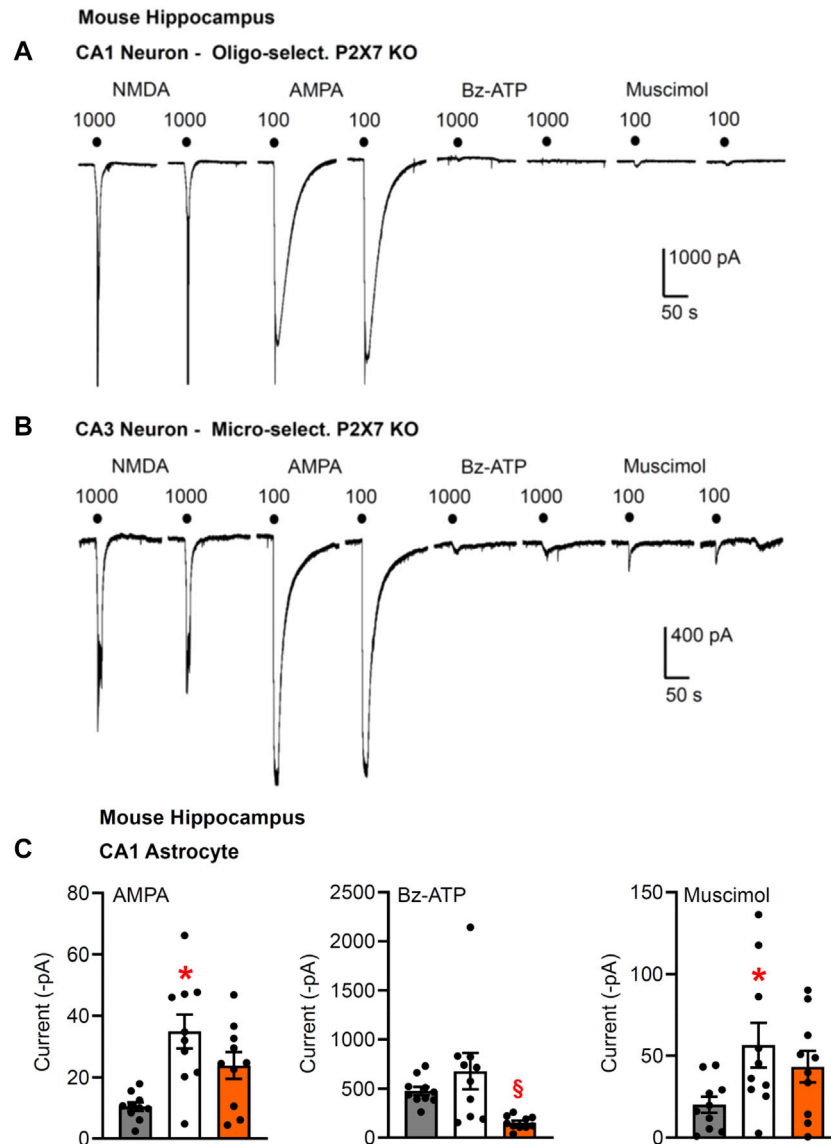 Mouse Hippocampus
A CA1 Neuron - Oligo-select. P2X7 KO
NMDA AMPA Bz-ATP Muscimol
1000 1000 100 100 1000 1000 100 100
1000 pA
50 s
B CA3 Neuron - Micro-select. P2X7 KO
NMDA AMPA Bz-ATP Muscimol
1000 1000 100 100 1000 1000 100 100
400 pA
50 s
Mouse Hippocampus
C CA1 Astrocyte
AMPA
Current (-pA)
80
60
40
20
0
*
Bz-ATP
Current (-pA)
2500
2000
1500
1000
500
0
§
Muscimol
Current (-pA)
150
100
50
0
*